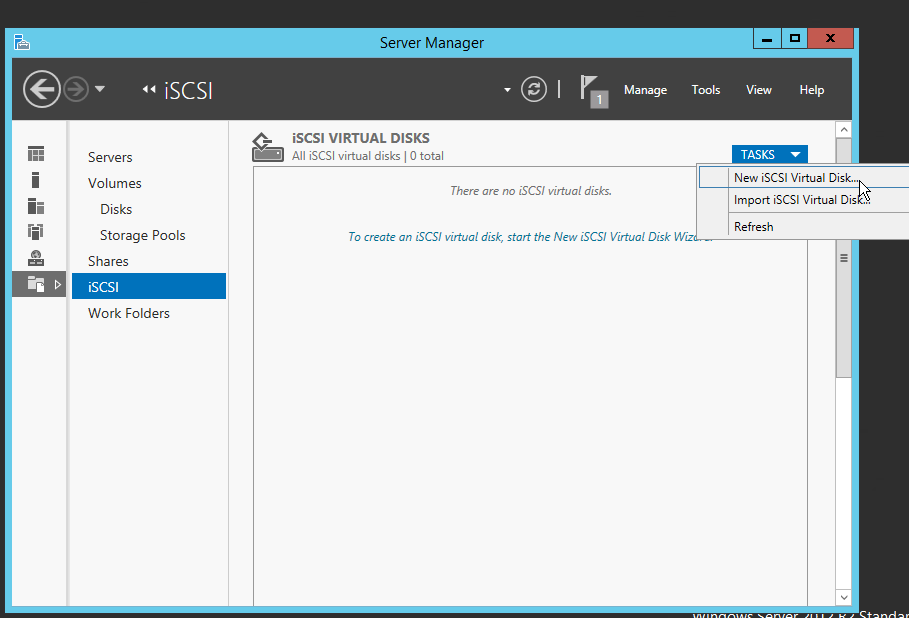 Server Manager
iSCSI
1
Manage
Tools
View
Help
Servers
Volumes
Disks
Storage Pools
Shares
iSCSI
Work Folders
iSCSI VIRTUAL DISKS
All iSCSI virtual disks | 0 total
TASKS
New iSCSI Virtual Disk...
Import iSCSI Virtual Disk...
Refresh
There are no iSCSI virtual disks.
To create an iSCSI virtual disk, start the New iSCSI Virtual Disk
Windows Server 2012 R2